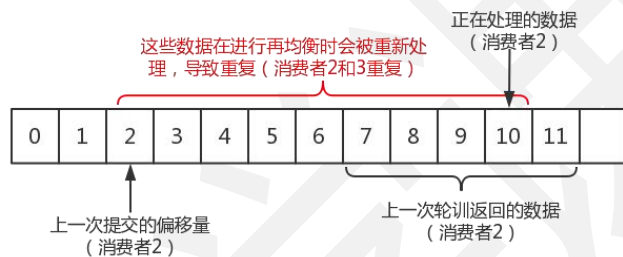 正在处理的数据
（消费者2）
这些数据在进行再均衡时会被重新处
理，导致重复（消费者2和3重复）
0 1 2 3 4 5 6 7 8 9 10 11
上一次提交的偏移量
（消费者2）
上一次轮训返回的数据
（消费者2）